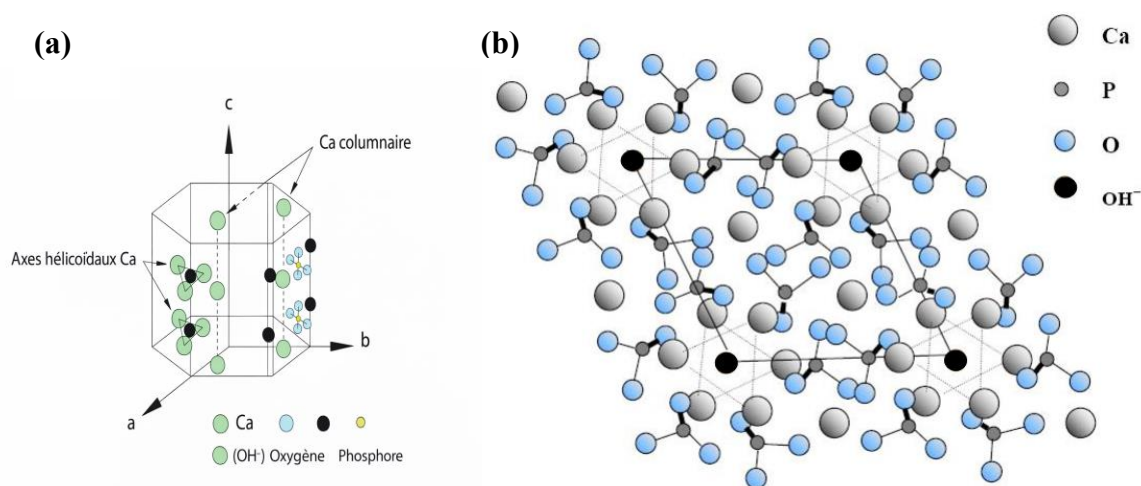 (a)
c
Ca columnaire
Axes hélicoïdaux Ca
b
a
Ca
(OH⁻) Oxygène Phosphore
(b)
Ca
P
O
OH⁻